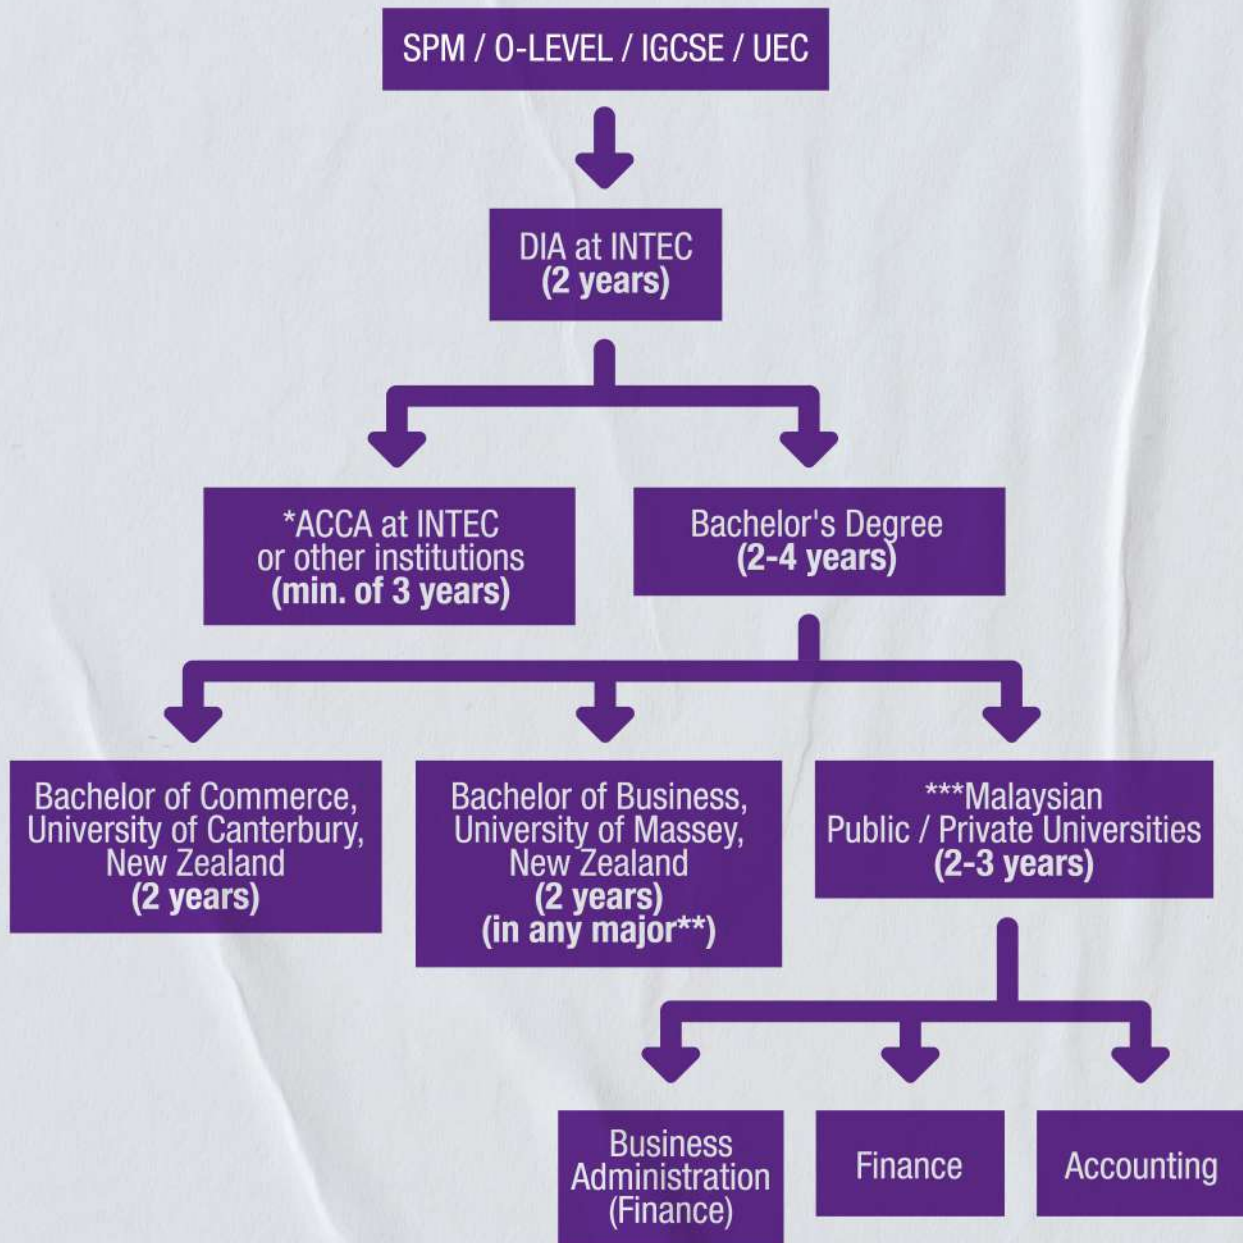 SPM / O-LEVEL / IGCSE / UEC
DIA at INTEC
(2 years)
*ACCA at INTEC
or other institutions
(min. of 3 years)
Bachelor's Degree
(2-4 years)
Bachelor of Commerce,
University of Canterbury,
New Zealand
(2 years)
Bachelor of Business,
University of Massey,
New Zealand
(2 years)
(in any major**)
***Malaysian
Public / Private Universities
(2-3 years)
Business
Administration
(Finance)
Finance
Accounting